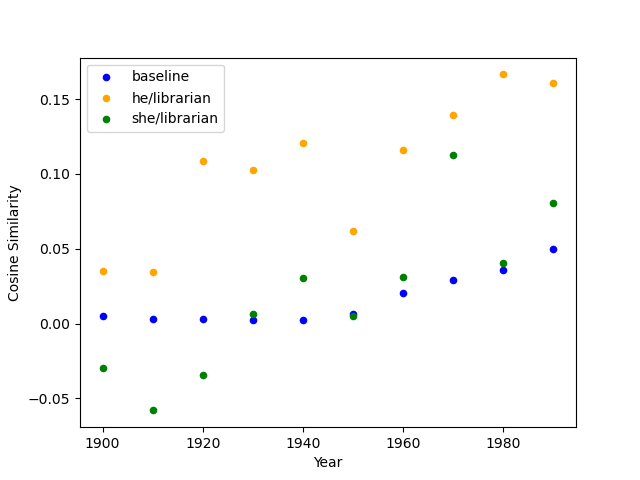 baseline
he/librarian
she/librarian
0.15
0.10
0.05
0.00
−0.05
Cosine Similarity
1900 1920 1940 1960 1980
Year